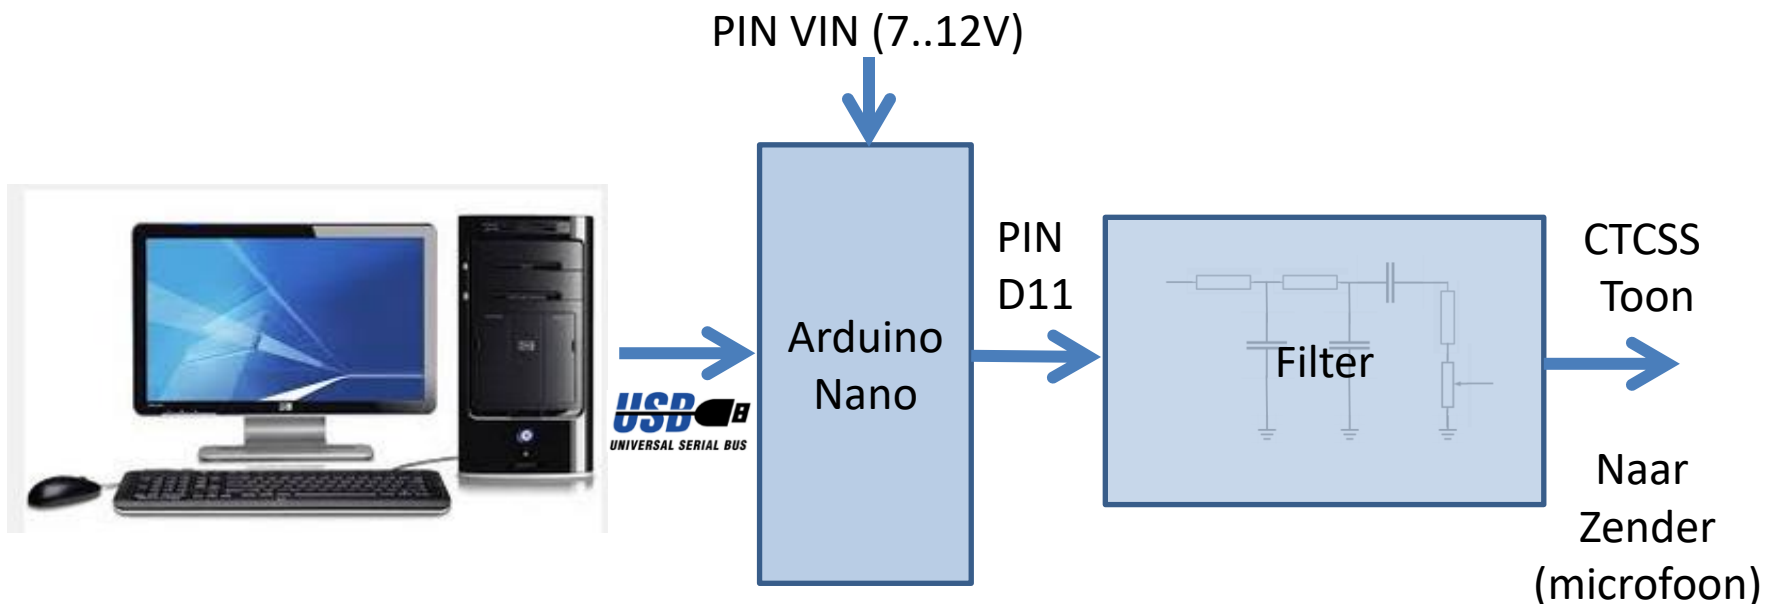 PIN VIN (7..12V)
USB
UNIVERSAL SERIAL BUS
Arduino
Nano
PIN
D11
Filter
CTCSS
Toon
Naar
Zender
(microfoon)